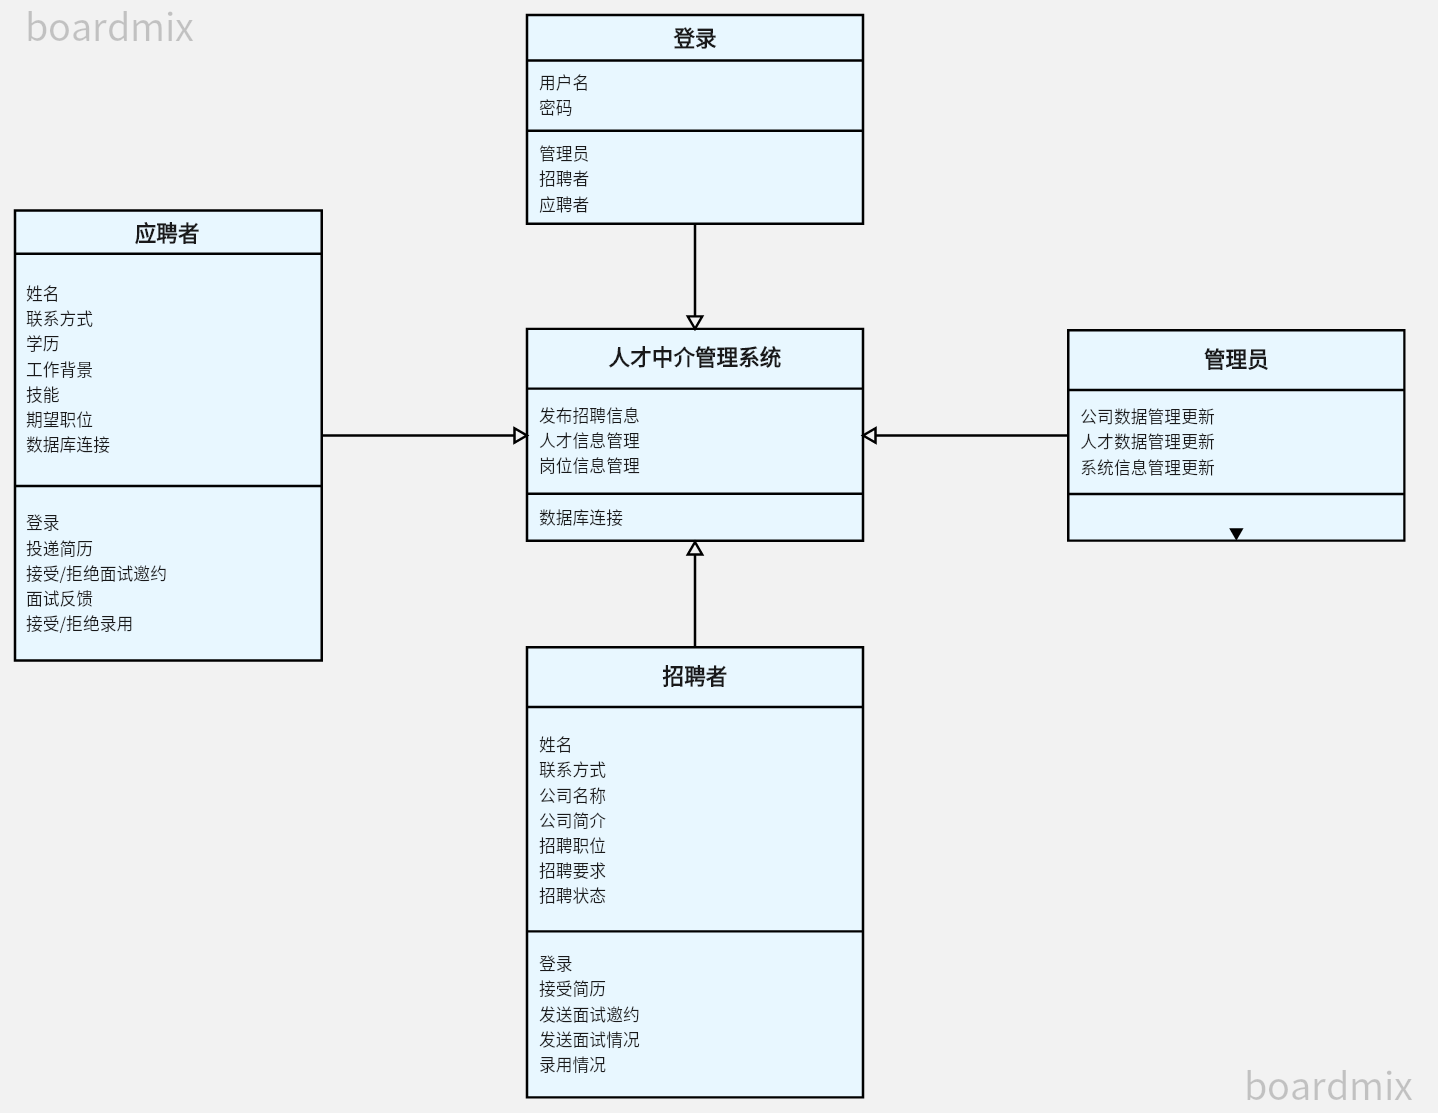 boardmix
登录
用户名
密码
管理员
招聘者
应聘者
应聘者
姓名
联系方式
学历
工作背景
技能
期望职位
数据库连接
登录
投递简历
接受/拒绝面试邀约
面试反馈
接受/拒绝录用
人才中介管理系统
发布招聘信息
人才信息管理
岗位信息管理
数据库连接
管理员
公司数据管理更新
人才数据管理更新
系统信息管理更新
招聘者
姓名
联系方式
公司名称
公司简介
招聘职位
招聘要求
招聘状态
登录
接受简历
发送面试邀约
发送面试情况
录用情况
boardmix